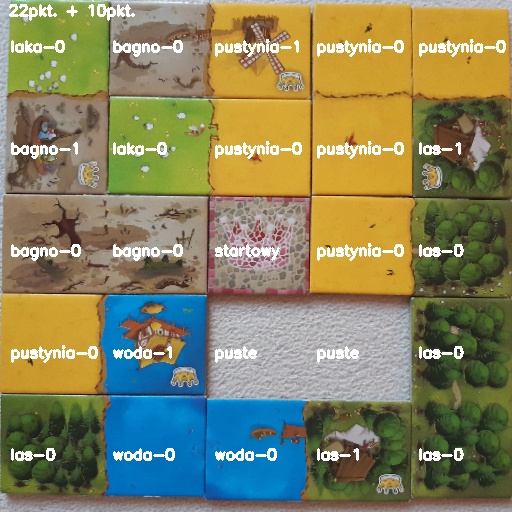 22pkt. + 10pkt.
laka-0 bagno-0 pustynia-1 pustynia-0 pustynia-0
bagno-1 laka-0 pustynia-0 pustynia-0 las-1
bagno-0 bagno-0 startowy pustynia-0 las-0
pustynia-0 woda-1 puste puste las-0
las-0 woda-0 woda-0 las-1 las-0